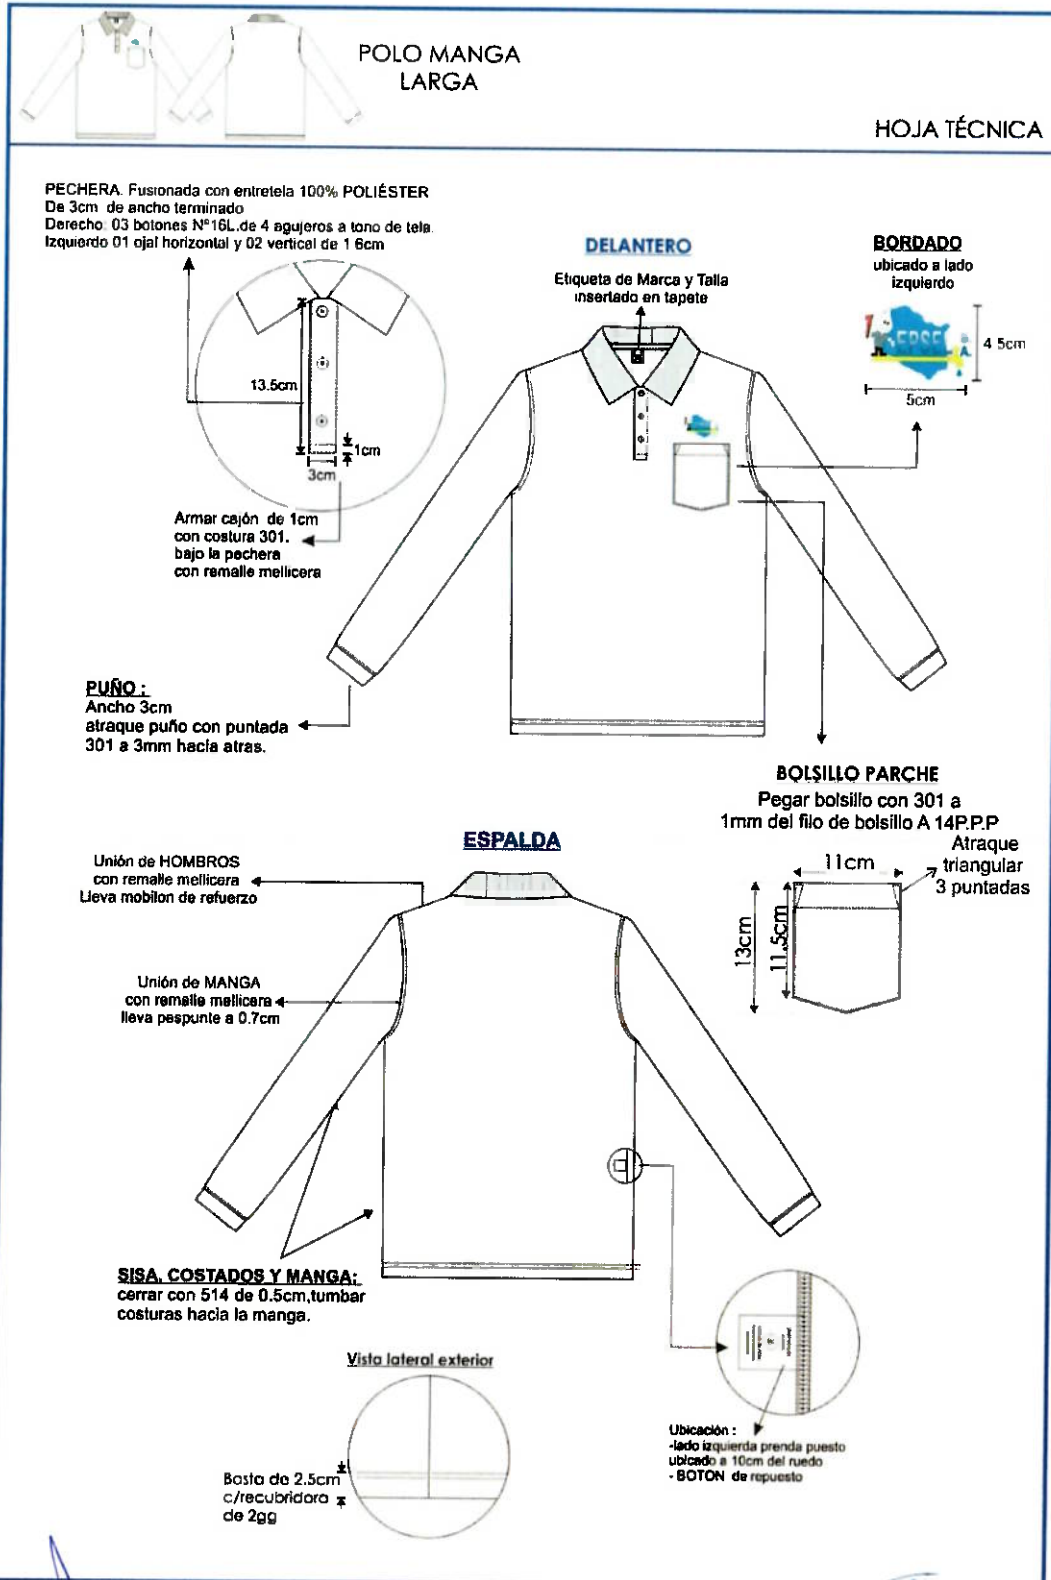 POLO MANGA
LARGA
HOJA TÉCNICA
PECHERA. Fusionada con entretela 100% POLIÉSTER
De 3cm de ancho terminado
Derecho: 03 botones Nº16L.de 4 agujeros a tono de tela.
Izquierdo 01 ojal horizontal y 02 vertical de 1 6cm
13.5cm
1cm
3cm
Armar cajón de 1cm
con costura 301.
bajo la pechera
con remalle mellicera
DELANTERO
Etiqueta de Marca y Talla
insertado en tapete
BORDADO
ubicado a lado
izquierdo
4 5cm
5cm
PUÑO :
Ancho 3cm
atraque puño con puntada
301 a 3mm hacia atras.
BOLSILLO PARCHE
Pegar bolsillo con 301 a
1mm del filo de bolsillo A 14P.P.P
Atraque
triangular
3 puntadas
11cm
13cm
11.5cm
ESPALDA
Unión de HOMBROS
con remalle mellicera
Lleva mobilon de refuerzo
Unión de MANGA
con remalle mellicera
lleva pespunte a 0.7cm
SISA, COSTADOS Y MANGA:
cerrar con 514 de 0.5cm,tumbar
costuras hacia la manga.
Vista lateral exterior
Basta de 2.5cm
c/recubridora
de 2gg
Ubicación :
-lado izquierda prenda puesto
ubicado a 10cm del ruedo
- BOTON de repuesto